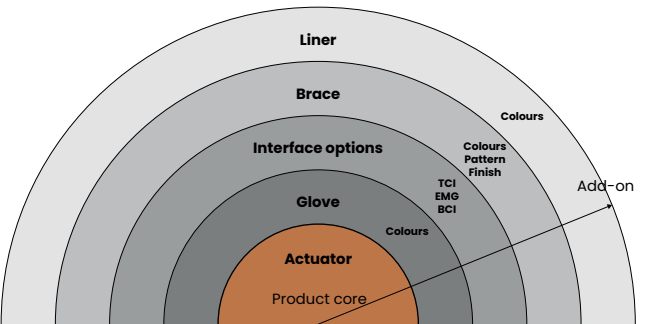 Liner
Brace
Colours
Interface options
Colours
Pattern
Finish
TCI
EMG
BCI
Add-on
Glove
Colours
Actuator
Product core